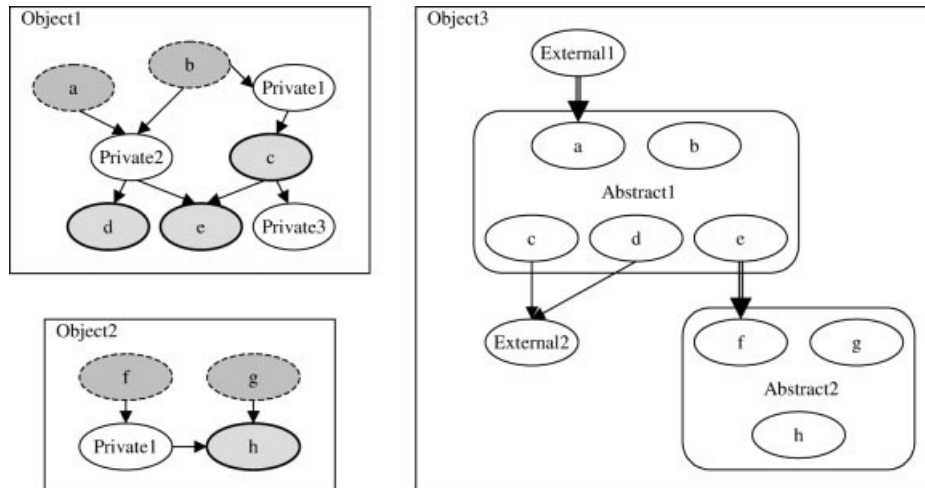 Object1
a
b
Private1
Private2
c
d
e
Private3
Object2
f
g
Private1
h
Object3
External1
a
b
Abstract1
c
d
e
External2
f
g
Abstract2
h